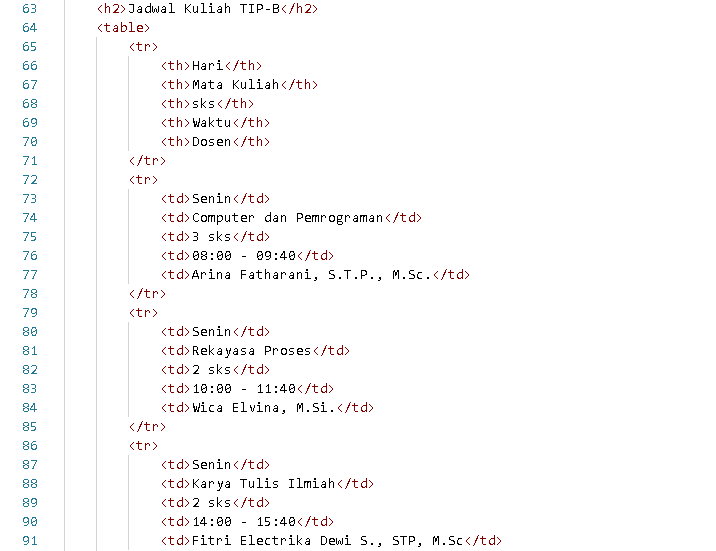 63 <h2>Jadwal Kuliah TIP-B</h2>
64 <table>
65 <tr>
66 <th>Hari</th>
67 <th>Mata Kuliah</th>
68 <th>sks</th>
69 <th>Waktu</th>
70 <th>Dosen</th>
71 </tr>
72 <tr>
73 <td>Senin</td>
74 <td>Computer dan Pemrograman</td>
75 <td>3 sks</td>
76 <td>08:00 - 09:40</td>
77 <td>Arina Fatharani, S.T.P., M.Sc.</td>
78 </tr>
79 <tr>
80 <td>Senin</td>
81 <td>Rekayasa Proses</td>
82 <td>2 sks</td>
83 <td>10:00 - 11:40</td>
84 <td>Wica Elvina, M.Si.</td>
85 </tr>
86 <tr>
87 <td>Senin</td>
88 <td>Karya Tulis Ilmiah</td>
89 <td>2 sks</td>
90 <td>14:00 - 15:40</td>
91 <td>Fitri Electrika Dewi S., STP, M.Sc</td>